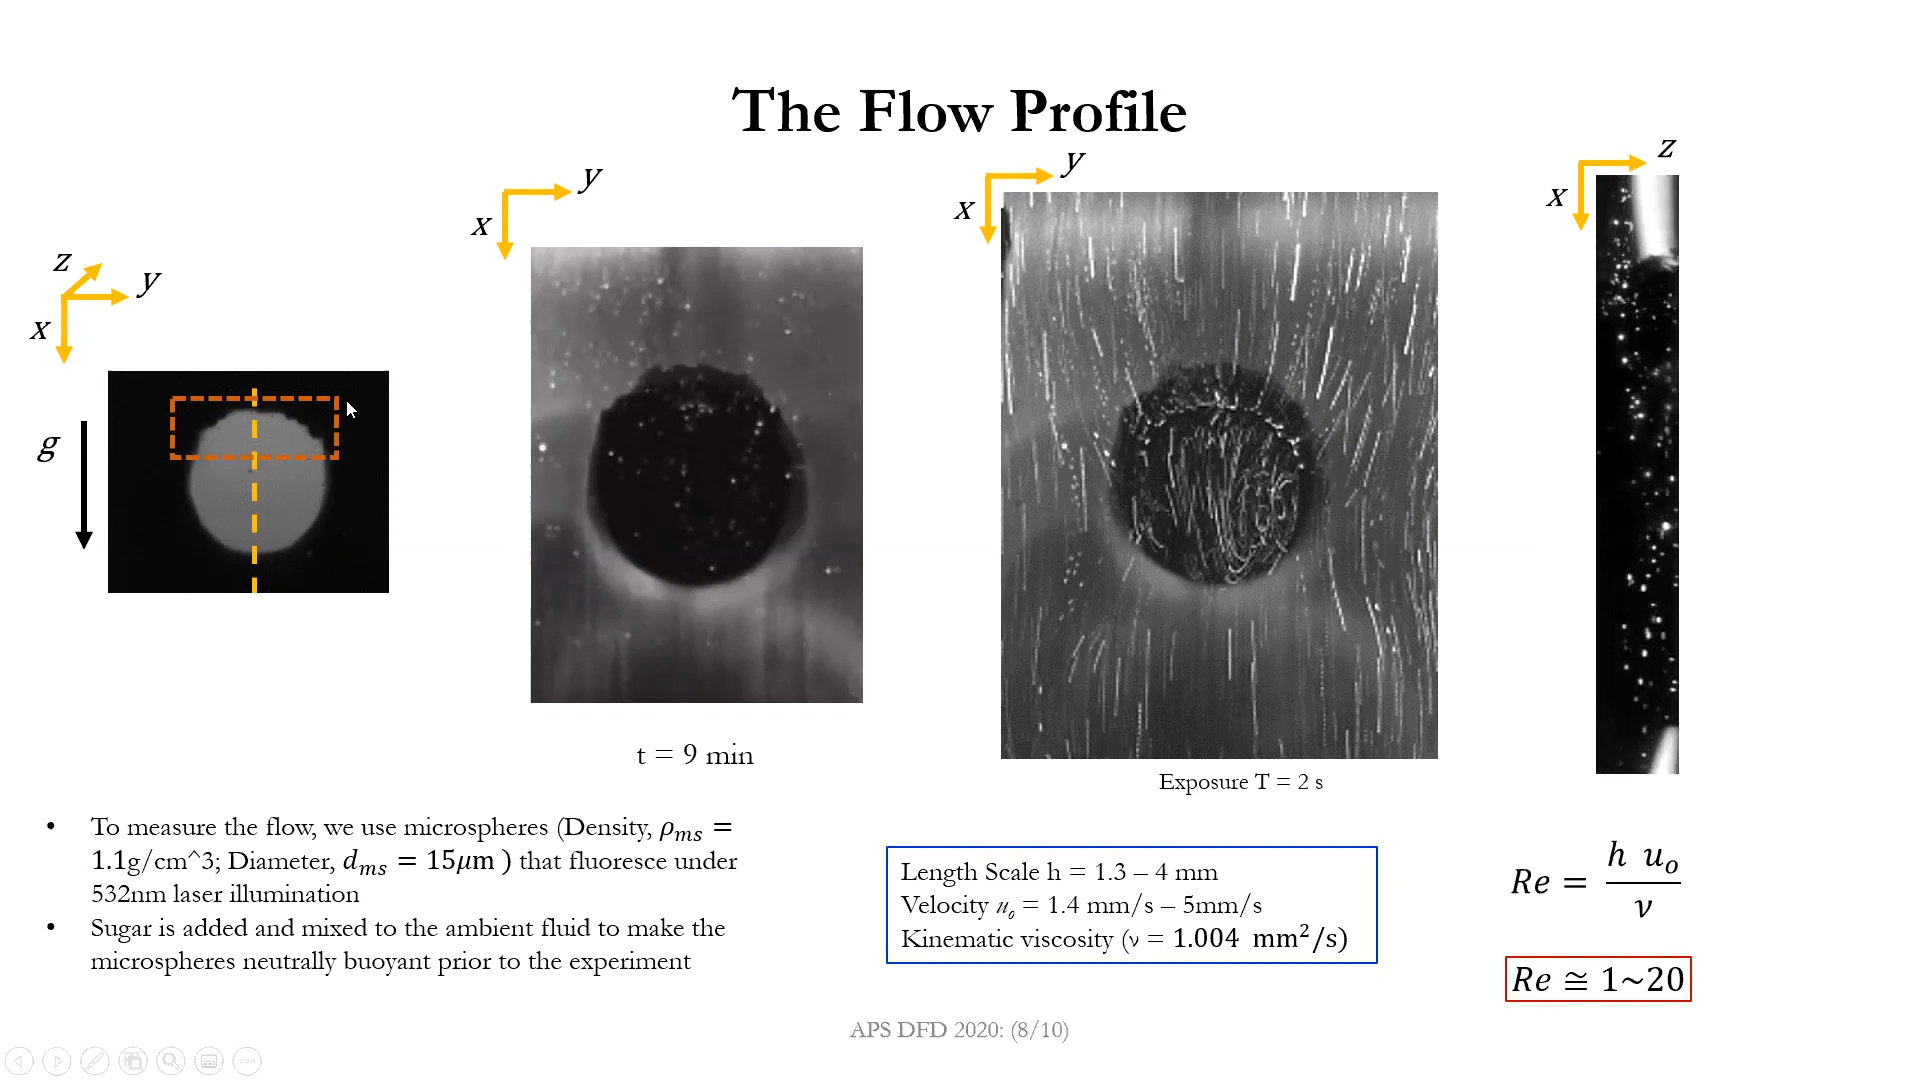 The Flow Profile
z
y
x
g
y
x
y
x
z
x
t = 9 min
Exposure T = 2 s
• To measure the flow, we use microspheres (Density, ρₘₛ =
1.1g/cm^3; Diameter, dₘₛ = 15μm ) that fluoresce under
532nm laser illumination
• Sugar is added and mixed to the ambient fluid to make the
microspheres neutrally buoyant prior to the experiment
Length Scale h = 1.3 – 4 mm
Velocity uₒ = 1.4 mm/s – 5mm/s
Kinematic viscosity (ν = 1.004 mm²/s)
Re = h uₒ / ν
Re ≅ 1~20
APS DFD 2020: (8/10)